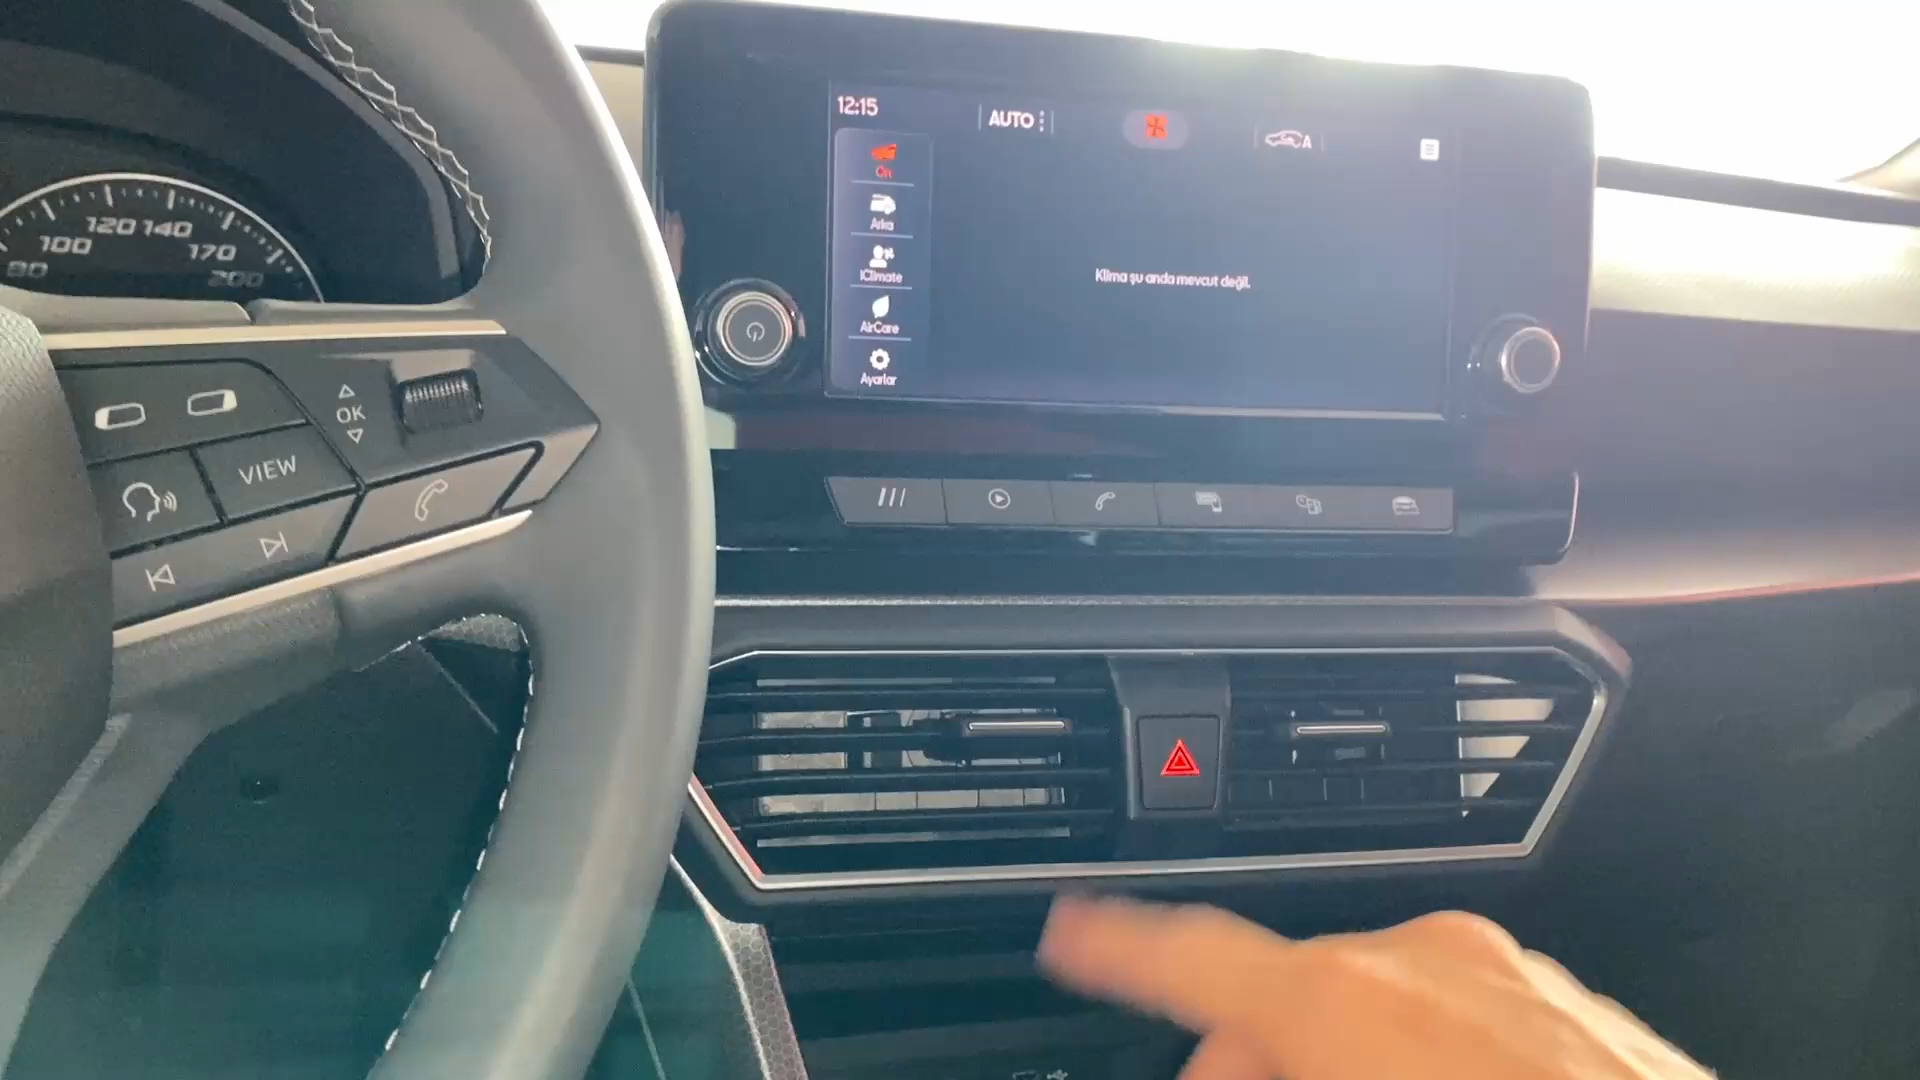 12:15
AUTO
A
Ön
Arka
iClimate
AirCare
Ayarlar
Klima şu anda mevcut değil.
80
100
120
140
170
200
OK
VIEW